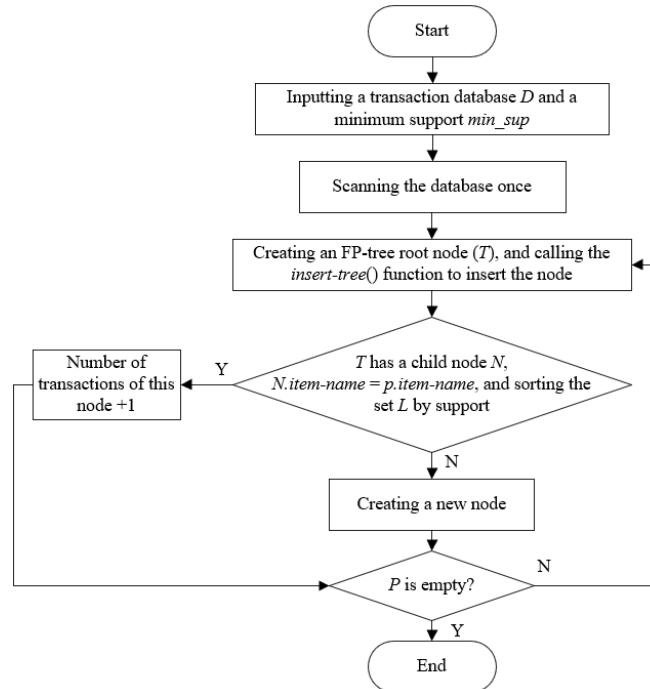 Start
Inputting a transaction database D and a
minimum support min_sup
Scanning the database once
Creating an FP-tree root node (T), and calling the
insert-tree() function to insert the node
T has a child node N,
N.item-name = p.item-name, and sorting the
set L by support
Y
Number of
transactions of this
node +1
N
Creating a new node
P is empty?
N
Y
End